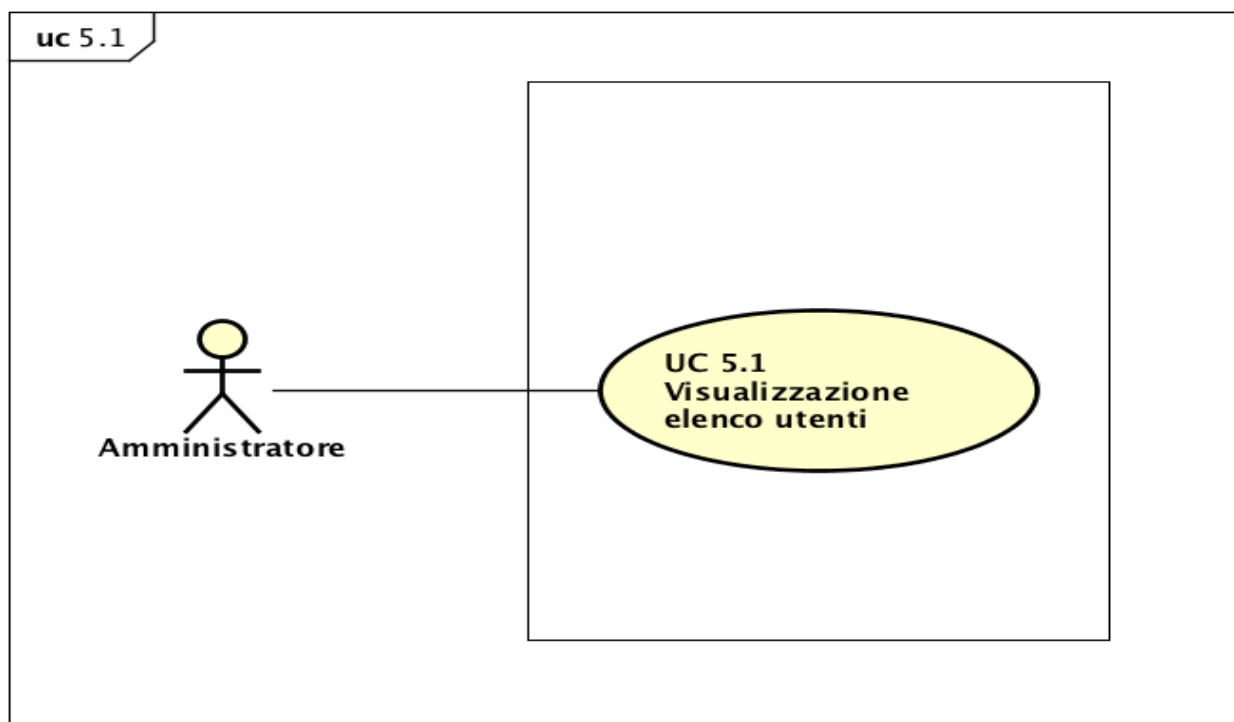 uc 5.1
UC 5.1
Visualizzazione
elenco utenti
Amministratore